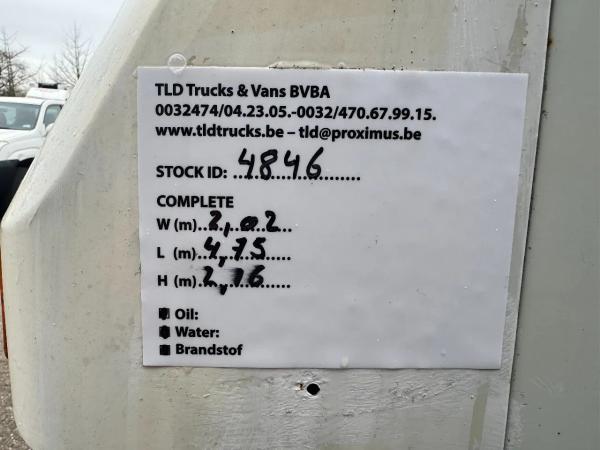 TLD Trucks & Vans BVBA
0032474/04.23.05.-0032/470.67.99.15.
www.tldtrucks.be – tld@proximus.be
STOCK ID: 4846
COMPLETE
W (m) 2,02
L (m) 4,75
H (m) 2,16
Oil:
Water:
Brandstof